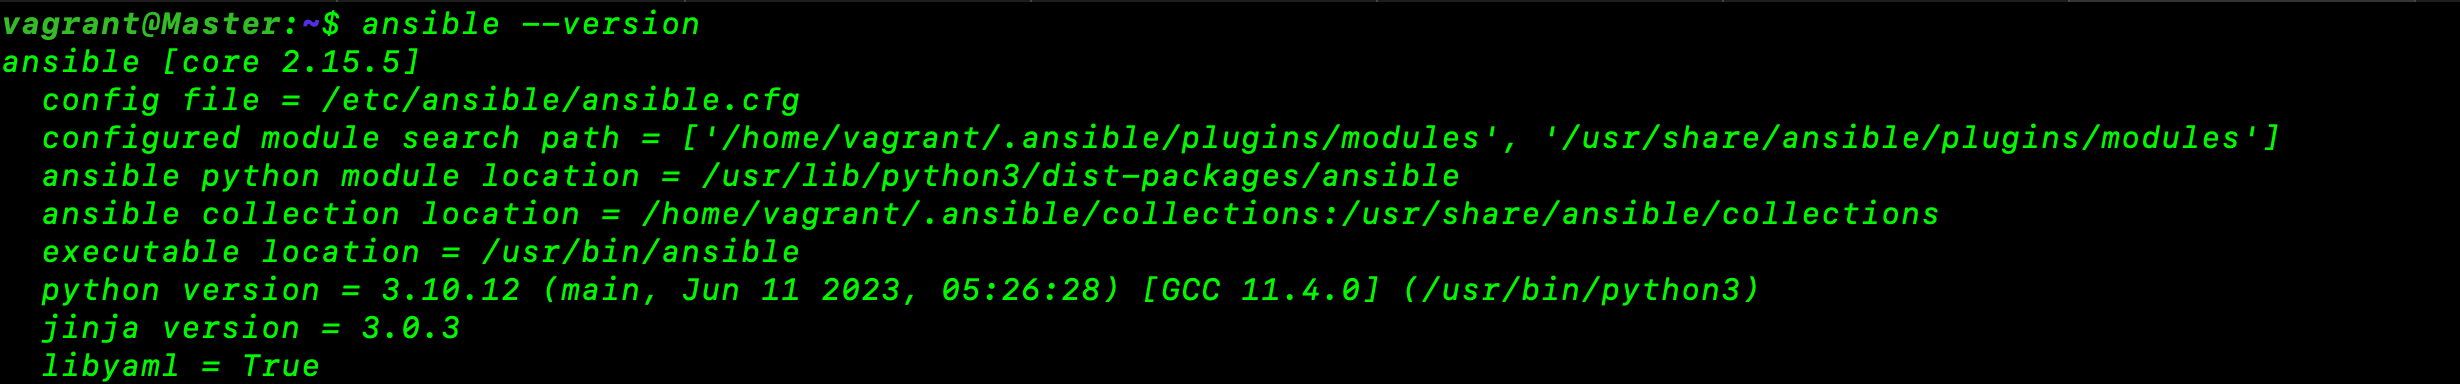 vagrant@Master:~$ ansible --version
ansible [core 2.15.5]
  config file = /etc/ansible/ansible.cfg
  configured module search path = ['/home/vagrant/.ansible/plugins/modules', '/usr/share/ansible/plugins/modules']
  ansible python module location = /usr/lib/python3/dist-packages/ansible
  ansible collection location = /home/vagrant/.ansible/collections:/usr/share/ansible/collections
  executable location = /usr/bin/ansible
  python version = 3.10.12 (main, Jun 11 2023, 05:26:28) [GCC 11.4.0] (/usr/bin/python3)
  jinja version = 3.0.3
  libyaml = True